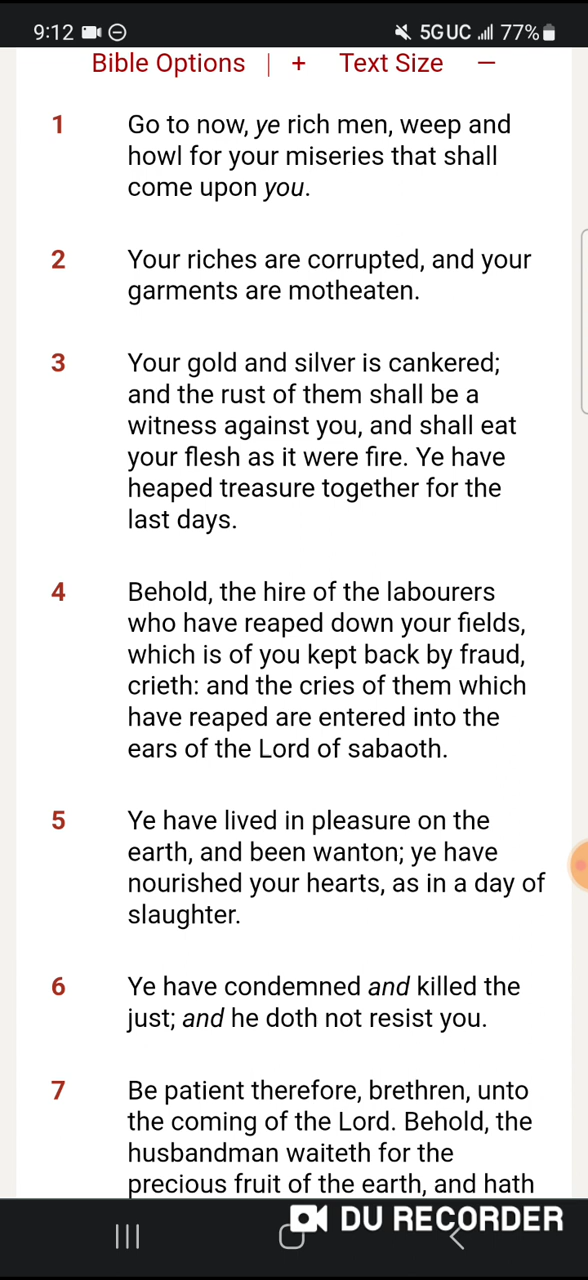 9:12 5G UC 77%
Bible Options | + Text Size —
1 Go to now, ye rich men, weep and
howl for your miseries that shall
come upon you.
2 Your riches are corrupted, and your
garments are motheaten.
3 Your gold and silver is cankered;
and the rust of them shall be a
witness against you, and shall eat
your flesh as it were fire. Ye have
heaped treasure together for the
last days.
4 Behold, the hire of the labourers
who have reaped down your fields,
which is of you kept back by fraud,
crieth: and the cries of them which
have reaped are entered into the
ears of the Lord of sabaoth.
5 Ye have lived in pleasure on the
earth, and been wanton; ye have
nourished your hearts, as in a day of
slaughter.
6 Ye have condemned and killed the
just; and he doth not resist you.
7 Be patient therefore, brethren, unto
the coming of the Lord. Behold, the
husbandman waiteth for the
precious fruit of the earth, and hath
DU RECORDER